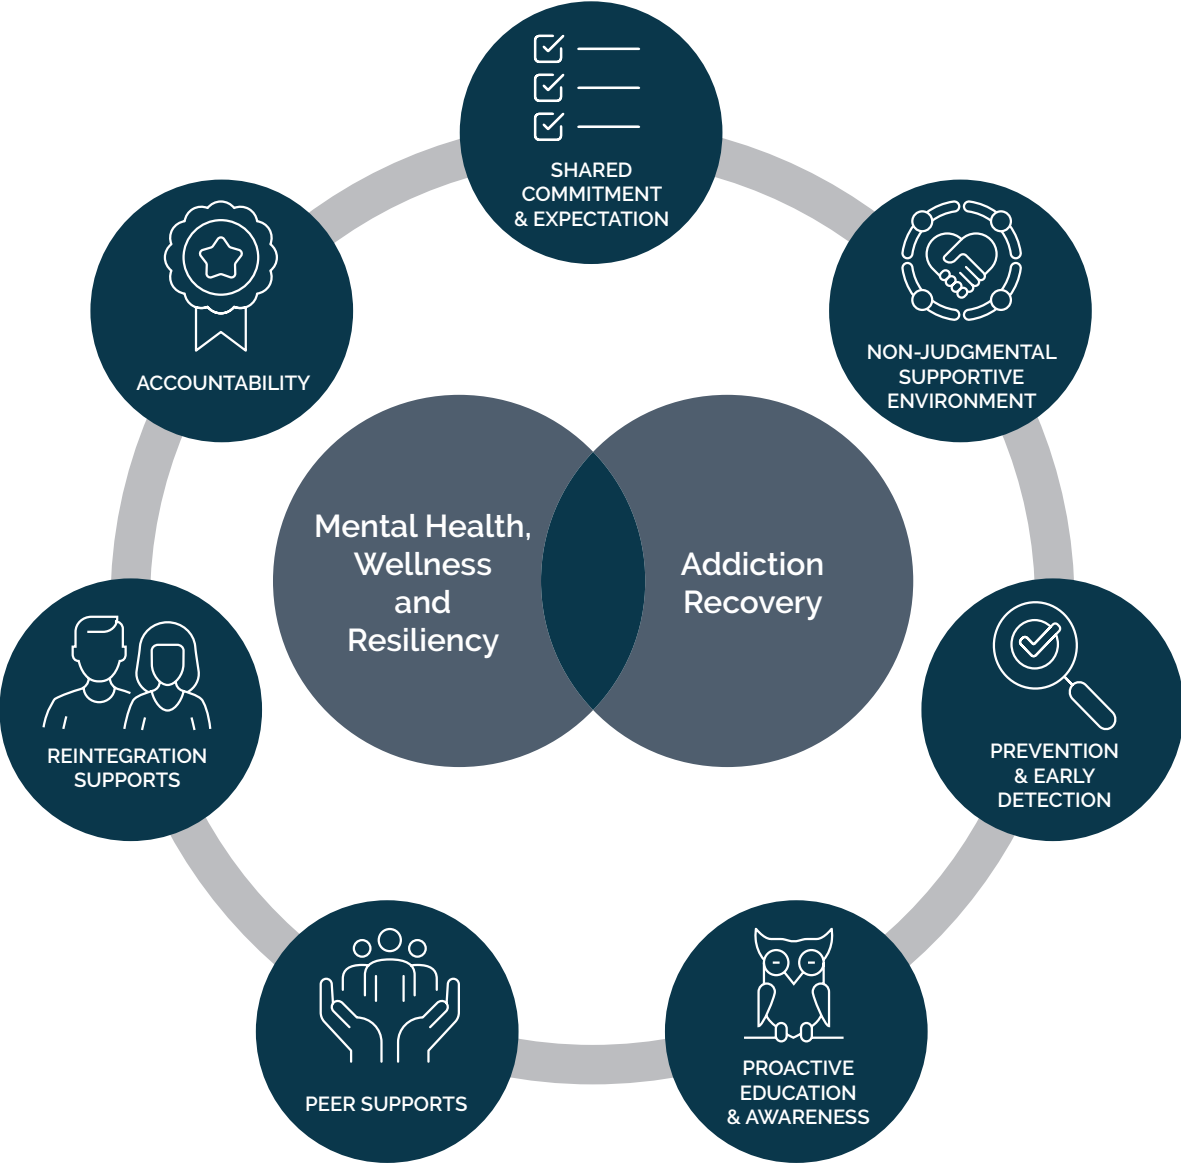 SHARED
COMMITMENT
& EXPECTATION
NON-JUDGMENTAL
SUPPORTIVE
ENVIRONMENT
PREVENTION
& EARLY
DETECTION
PROACTIVE
EDUCATION
& AWARENESS
PEER SUPPORTS
REINTEGRATION
SUPPORTS
ACCOUNTABILITY
Mental Health,
Wellness
and
Resiliency
Addiction
Recovery